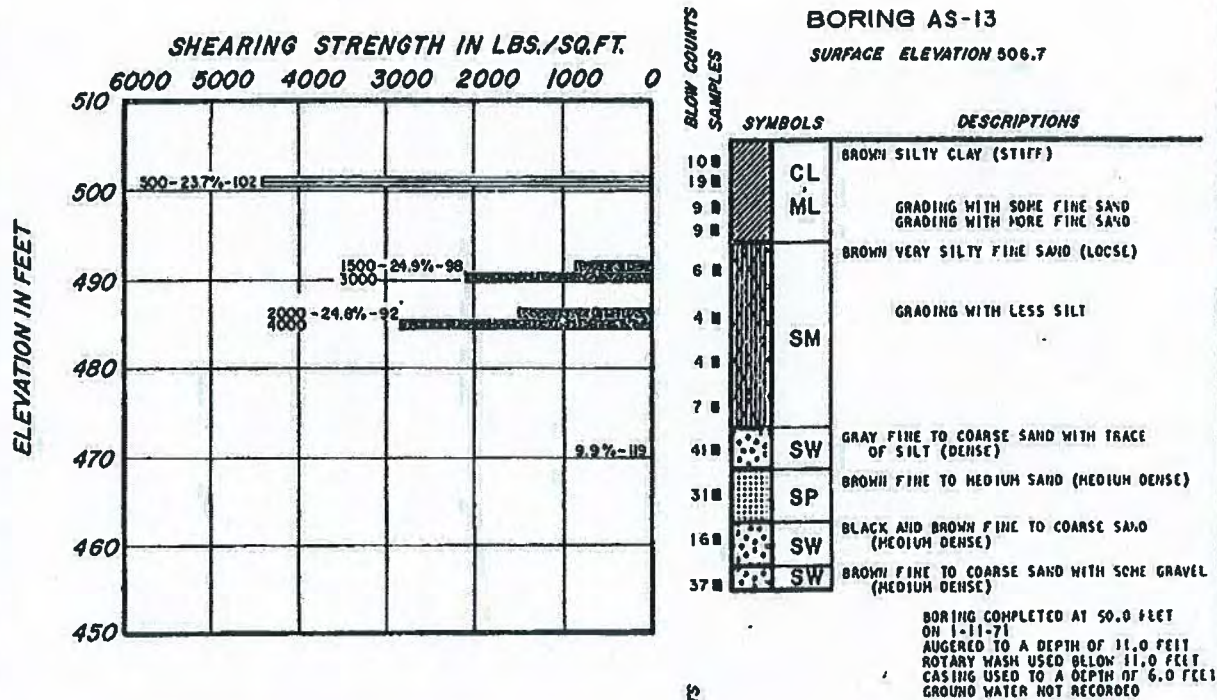 BORING AS-13
SURFACE ELEVATION 506.7
SHEARING STRENGTH IN LBS./SQ.FT.
6000 5000 4000 3000 2000 1000 0
ELEVATION IN FEET
510
500
490
480
470
460
450
500-23.7%-102
1500-24.9%-98
3000
2000-24.8%-92
4000
9.9%-119
BLOW COUNTS
SAMPLES
SYMBOLS
DESCRIPTIONS
10
19
9
9
6
4
4
7
41
31
16
37
CL
ML
SM
SW
SP
SW
SW
BROWN SILTY CLAY (STIFF)
GRADING WITH SOME FINE SAND
GRADING WITH MORE FINE SAND
BROWN VERY SILTY FINE SAND (LOOSE)
GRADING WITH LESS SILT
GRAY FINE TO COARSE SAND WITH TRACE
OF SILT (DENSE)
BROWN FINE TO MEDIUM SAND (MEDIUM DENSE)
BLACK AND BROWN FINE TO COARSE SAND
(MEDIUM DENSE)
BROWN FINE TO COARSE SAND WITH SOME GRAVEL
(MEDIUM DENSE)
BORING COMPLETED AT 50.0 FEET
ON 1-11-71
AUGERED TO A DEPTH OF 11.0 FEET
ROTARY WASH USED BELOW 11.0 FEET
CASING USED TO A DEPTH OF 6.0 FEET
GROUND WATER NOT RECORDED